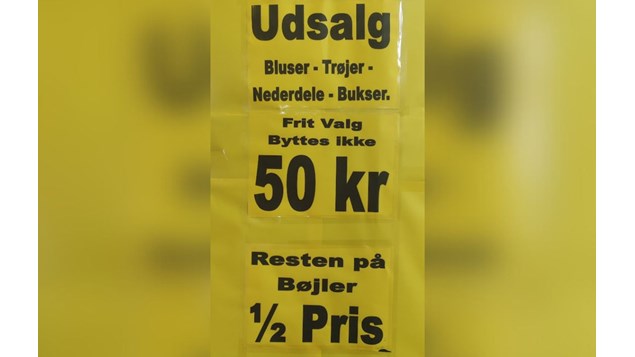 Udsalg
Bluser - Trøjer -
Nederdele - Bukser.
Frit Valg
Byttes ikke
50 kr
Resten på
Bøjler
½ Pris